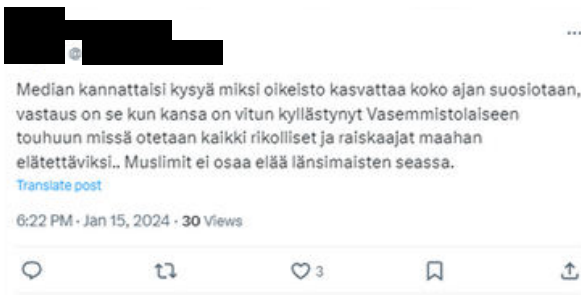 @
Median kannattaisi kysyä miksi oikeisto kasvattaa koko ajan suosiotaan,
vastaus on se kun kansa on vitun kyllästynyt Vasemmistolaiseen
touhuun missä otetaan kaikki rikolliset ja raiskaajat maahan
elätettäviksi.. Muslimit ei osaa elää länsimaisten seassa.
Translate post
6:22 PM · Jan 15, 2024 · 30 Views
3